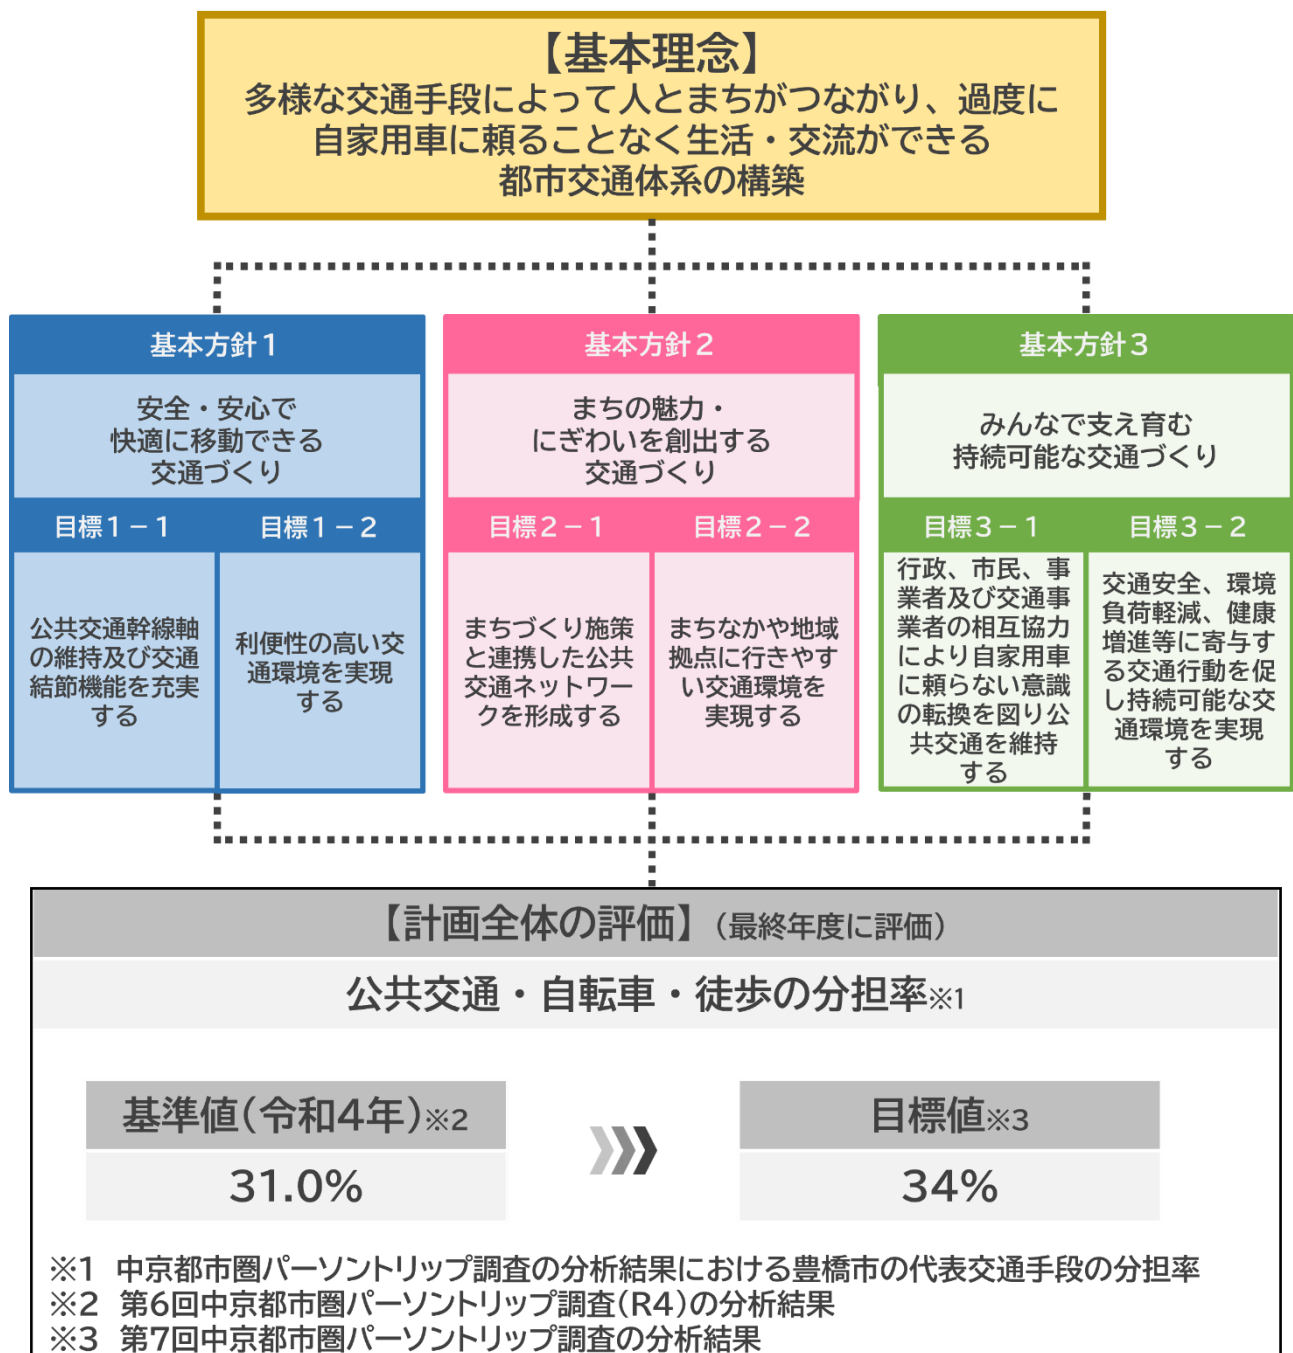 【基本理念】
多様な交通手段によって人とまちがつながり、過度に
自家用車に頼ることなく生活・交流ができる
都市交通体系の構築
基本方針1
安全・安心で
快適に移動できる
交通づくり
目標1－1
公共交通幹線軸
の維持及び交通
結節機能を充実
する
目標1－2
利便性の高い交
通環境を実現
する
基本方針2
まちの魅力・
にぎわいを創出する
交通づくり
目標2－1
まちづくり施策
と連携した公共
交通ネットワー
クを形成する
目標2－2
まちなかや地域
拠点に行きやす
い交通環境を
実現する
基本方針3
みんなで支え育む
持続可能な交通づくり
目標3－1
行政、市民、事
業者及び交通事
業者の相互協力
により自家用車
に頼らない意識
の転換を図り公
共交通を維持
する
目標3－2
交通安全、環境
負荷軽減、健康
増進等に寄与す
る交通行動を促
し持続可能な交
通環境を実現
する
【計画全体の評価】（最終年度に評価）
公共交通・自転車・徒歩の分担率※1
基準値（令和4年）※2
31.0%
目標値※3
34%
※1 中京都市圏パーソントリップ調査の分析結果における豊橋市の代表交通手段の分担率
※2 第6回中京都市圏パーソントリップ調査（R4）の分析結果
※3 第7回中京都市圏パーソントリップ調査の分析結果